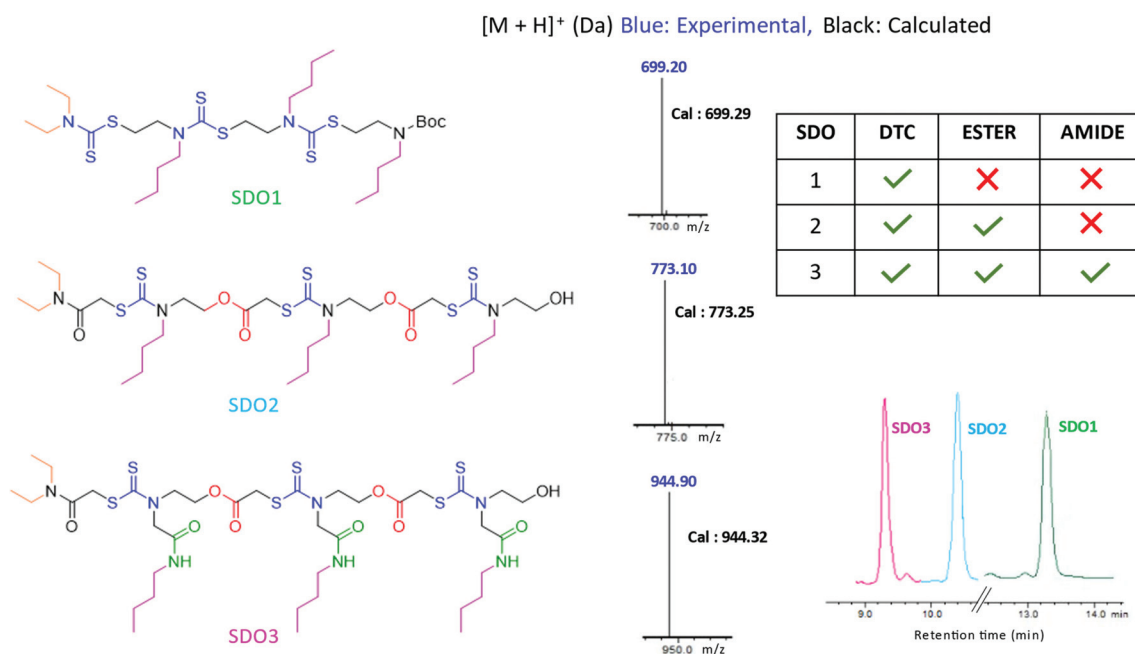 [M + H]⁺ (Da) Blue: Experimental, Black: Calculated
N S S N S S N S S N Boc
SDO1
699.20
Cal : 699.29
700.0 m/z
SDO DTC ESTER AMIDE
1
2
3
N O S S N O O S S N O O S S N OH
SDO2
773.10
Cal : 773.25
775.0 m/z
N O S S N O O S S N O O S S N OH
O NH O NH O NH
SDO3
944.90
Cal : 944.32
950.0 m/z
SDO3 SDO2 SDO1
9.0 10.0 13.0 14.0 min
Retention time (min)